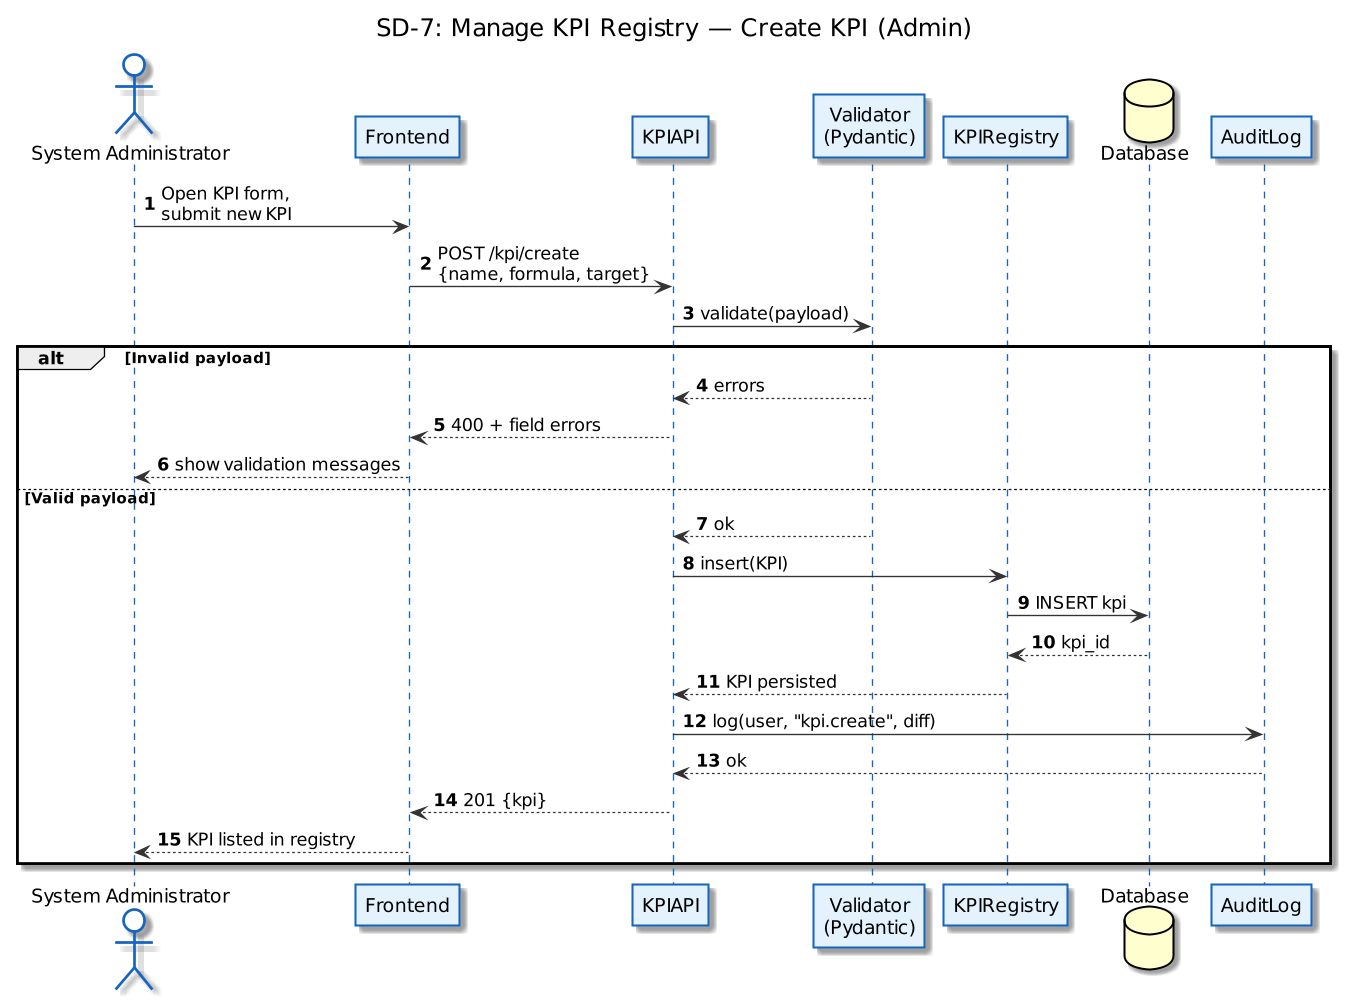 SD-7: Manage KPI Registry — Create KPI (Admin)
System Administrator
Frontend
KPIAPI
Validator
(Pydantic)
KPIRegistry
Database
AuditLog
1 Open KPI form,
submit new KPI
2 POST /kpi/create
{name, formula, target}
3 validate(payload)
alt [Invalid payload]
4 errors
5 400 + field errors
6 show validation messages
[Valid payload]
7 ok
8 insert(KPI)
9 INSERT kpi
10 kpi_id
11 KPI persisted
12 log(user, "kpi.create", diff)
13 ok
14 201 {kpi}
15 KPI listed in registry
System Administrator
Frontend
KPIAPI
Validator
(Pydantic)
KPIRegistry
Database
AuditLog